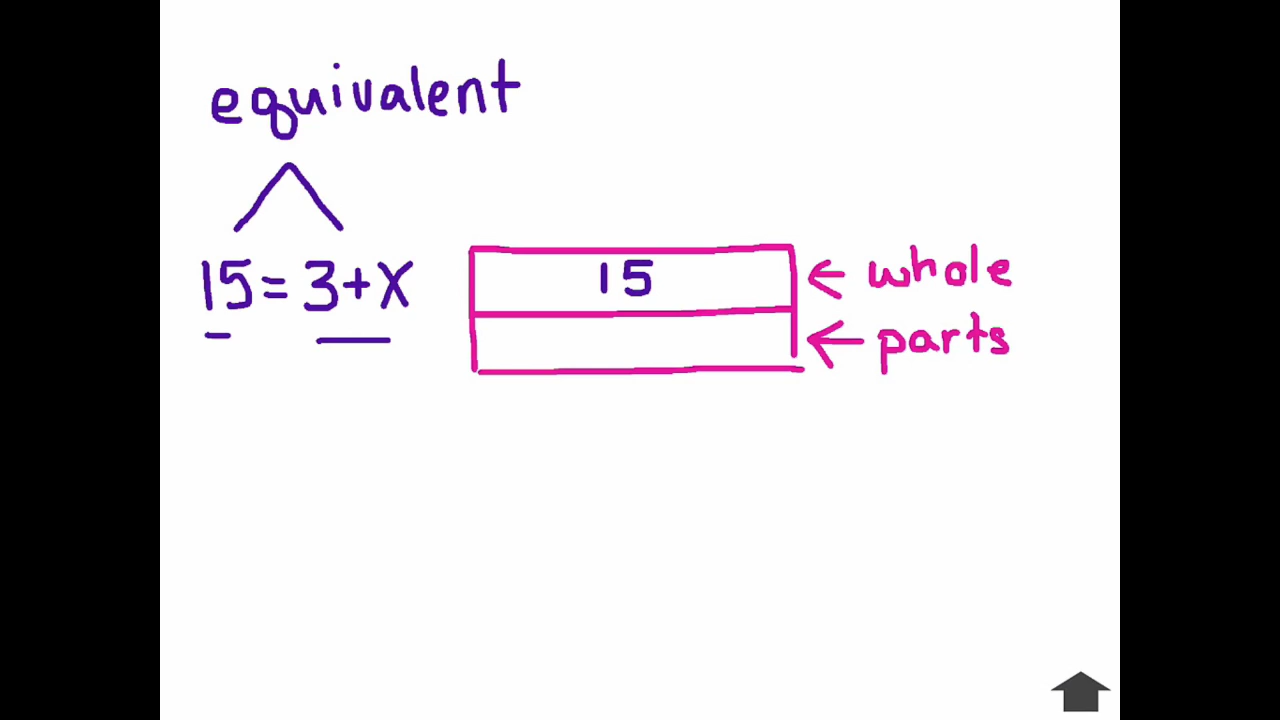 equivalent
15=3+X
15
← whole
← parts